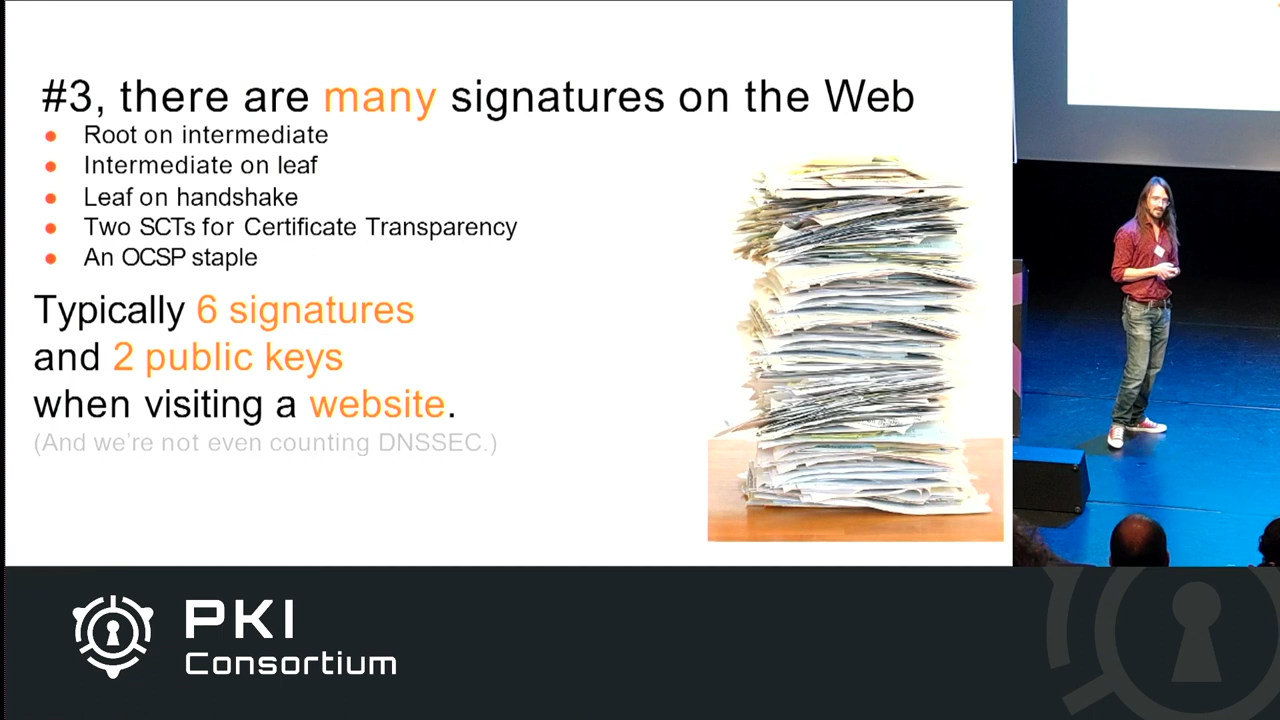 #3, there are many signatures on the Web
Root on intermediate
Intermediate on leaf
Leaf on handshake
Two SCTs for Certificate Transparency
An OCSP staple
Typically 6 signatures
and 2 public keys
when visiting a website.
(And we're not even counting DNSSEC.)
PKI
Consortium